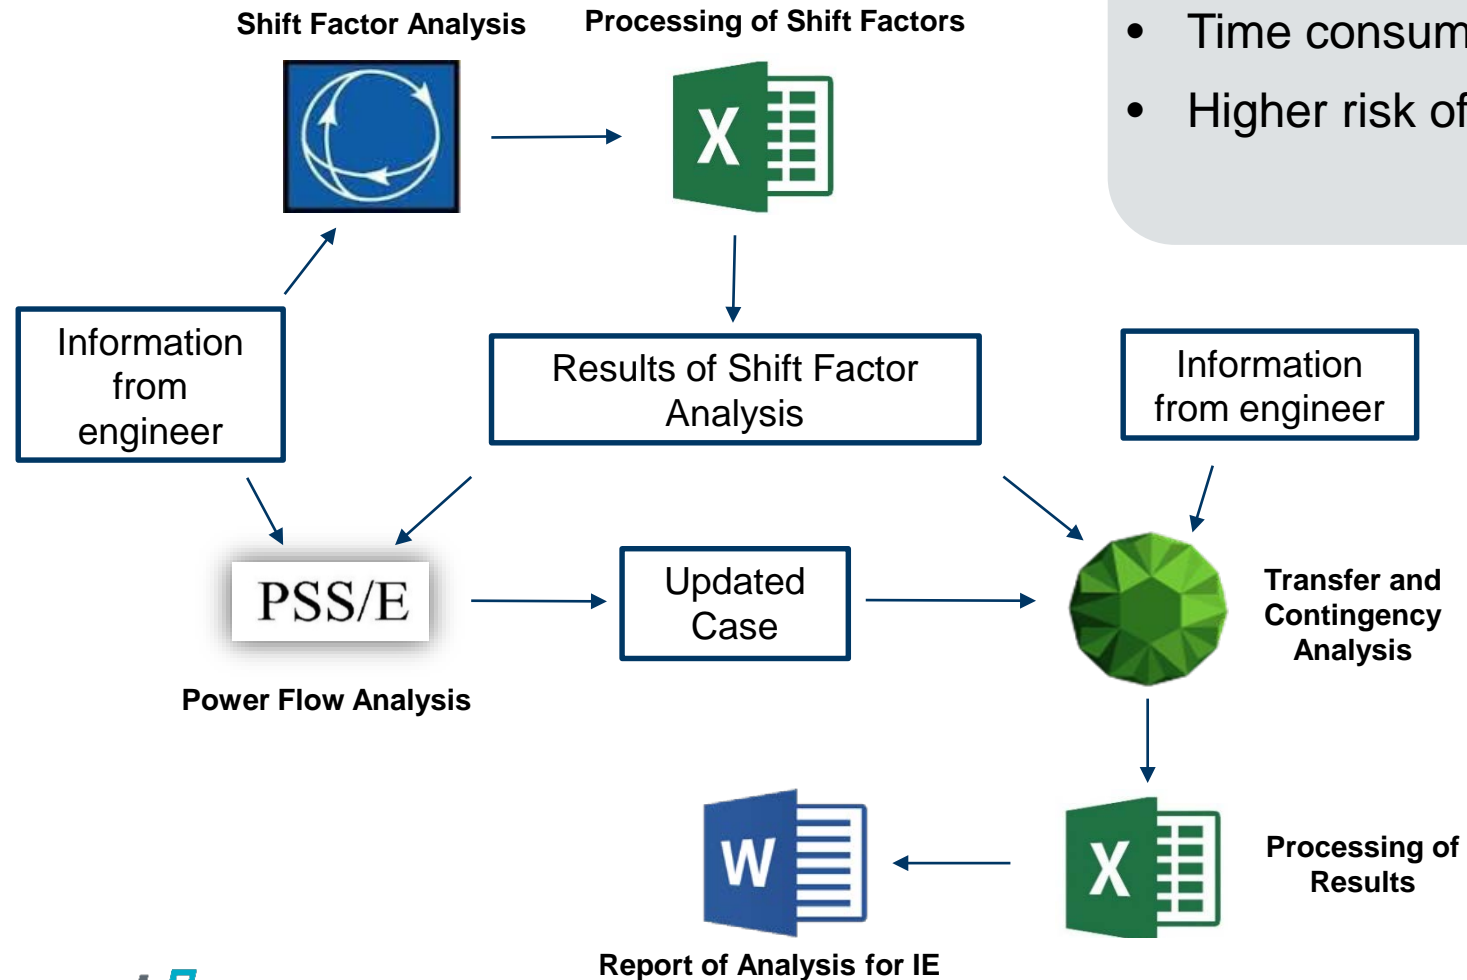 Shift Factor Analysis
Processing of Shift Factors
• Time consum
• Higher risk of
X
Information
from
engineer
Results of Shift Factor
Analysis
Information
from engineer
PSS/E
Updated
Case
Transfer and
Contingency
Analysis
Power Flow Analysis
W
X
Processing of
Results
Report of Analysis for IE